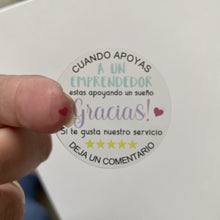 CUANDO APOYAS
A UN
EMPRENDEDOR
estas apoyando un sueño
Gracias!
Si te gusta nuestro servicio
DEJA UN COMENTARIO